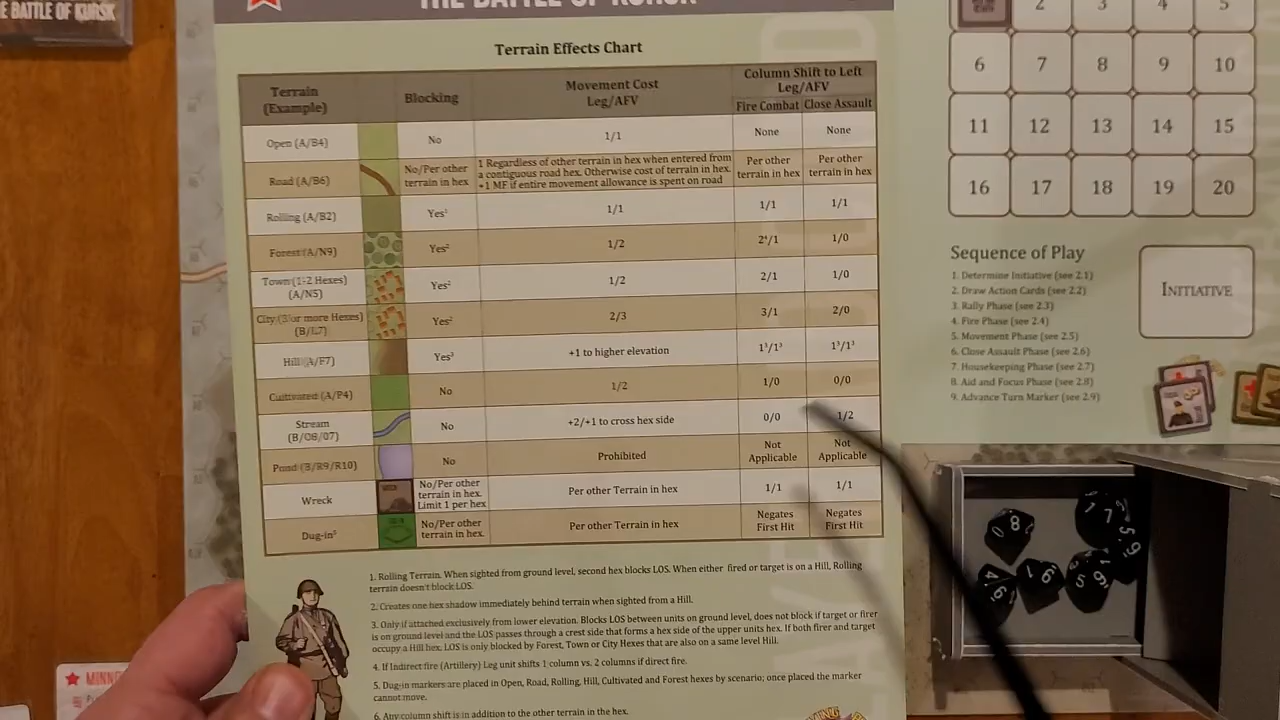 E BATTLE OF KURSK
THE BATTLE OF KURSK
Terrain Effects Chart
Terrain
(Example)
Blocking
Movement Cost
Leg/AFV
Column Shift to Left
Leg/AFV
Fire Combat
Close Assault
Open (A/B4)
No
1/1
None
None
Road (A/B6)
No/Per other
terrain in hex
1 Regardless of other terrain in hex when entered from
a contiguous road hex. Otherwise cost of terrain in hex.
+1 MF if entire movement allowance is spent on road
Per other
terrain in hex
Per other
terrain in hex
Rolling (A/B2)
Yes¹
1/1
1/1
1/1
Forest (A/N9)
Yes²
1/2
2⁴/1
1/0
Town (1-2 Hexes)
(A/N5)
Yes²
1/2
2/1
1/0
City (3 or more Hexes)
(B/L7)
Yes²
2/3
3/1
2/0
Hill (A/F7)
Yes³
+1 to higher elevation
1³/1³
1³/1³
Cultivated (A/P4)
No
1/2
1/0
0/0
Stream
(B/O8/O7)
No
+2/+1 to cross hex side
0/0
1/2
Pond (B/R9/R10)
No
Prohibited
Not
Applicable
Not
Applicable
Wreck
No/Per other
terrain in hex.
Limit 1 per hex
Per other Terrain in hex
1/1
1/1
Dug-in⁵
No/Per other
terrain in hex.
Per other Terrain in hex
Negates
First Hit
Negates
First Hit
1. Rolling Terrain. When sighted from ground level, second hex blocks LOS. When either fired or target is on a Hill, Rolling
terrain doesn't block LOS.
2. Creates one hex shadow immediately behind terrain when sighted from a Hill.
3. Only if attacked exclusively from lower elevation. Blocks LOS between units on ground level, does not block if target or firer
is on ground level and the LOS passes through a crest side that forms a hex side of the upper units hex. If both firer and target
occupy a Hill hex, LOS is only blocked by Forest, Town or City Hexes that are also on a same level Hill.
4. If Indirect fire (Artillery) Leg unit shifts 1 column vs. 2 columns if direct fire.
5. Dug-in markers are placed in Open, Road, Rolling, Hill, Cultivated and Forest hexes by scenario; once placed the marker
cannot move.
6. Any column shift is in addition to the other terrain in the hex.
2 3 4 5
6 7 8 9 10
11 12 13 14 15
16 17 18 19 20
Sequence of Play
1. Determine Initiative (see 2.1)
2. Draw Action Cards (see 2.2)
3. Rally Phase (see 2.3)
4. Fire Phase (see 2.4)
5. Movement Phase (see 2.5)
6. Close Assault Phase (see 2.6)
7. Housekeeping Phase (see 2.7)
8. Aid and Focus Phase (see 2.8)
9. Advance Turn Marker (see 2.9)
INITIATIVE